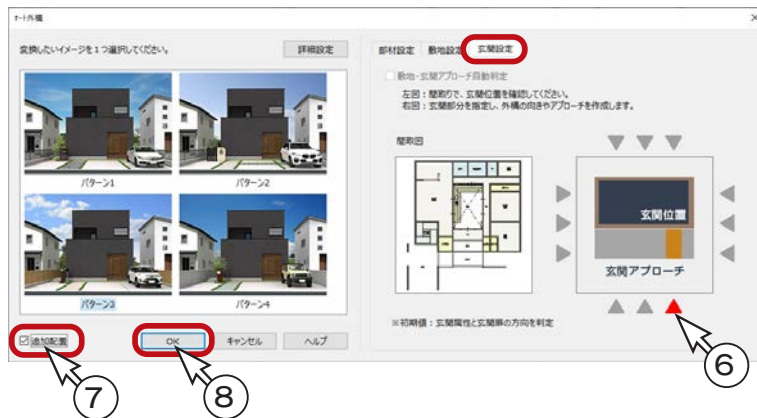 オート外構
変換したいイメージを1つ選択してください。
詳細設定
パターン1
パターン2
パターン3
パターン4
追加配置
OK
キャンセル
ヘルプ
部材設定
敷地設定
玄関設定
敷地・玄関アプローチ自動判定
左図：間取りで、玄関位置を確認してください。
右図：玄関部分を指定し、外構の向きやアプローチを作成します。
間取図
玄関位置
玄関アプローチ
※初期値：玄関属性と玄関扉の方向を判定
⑥
⑦
⑧